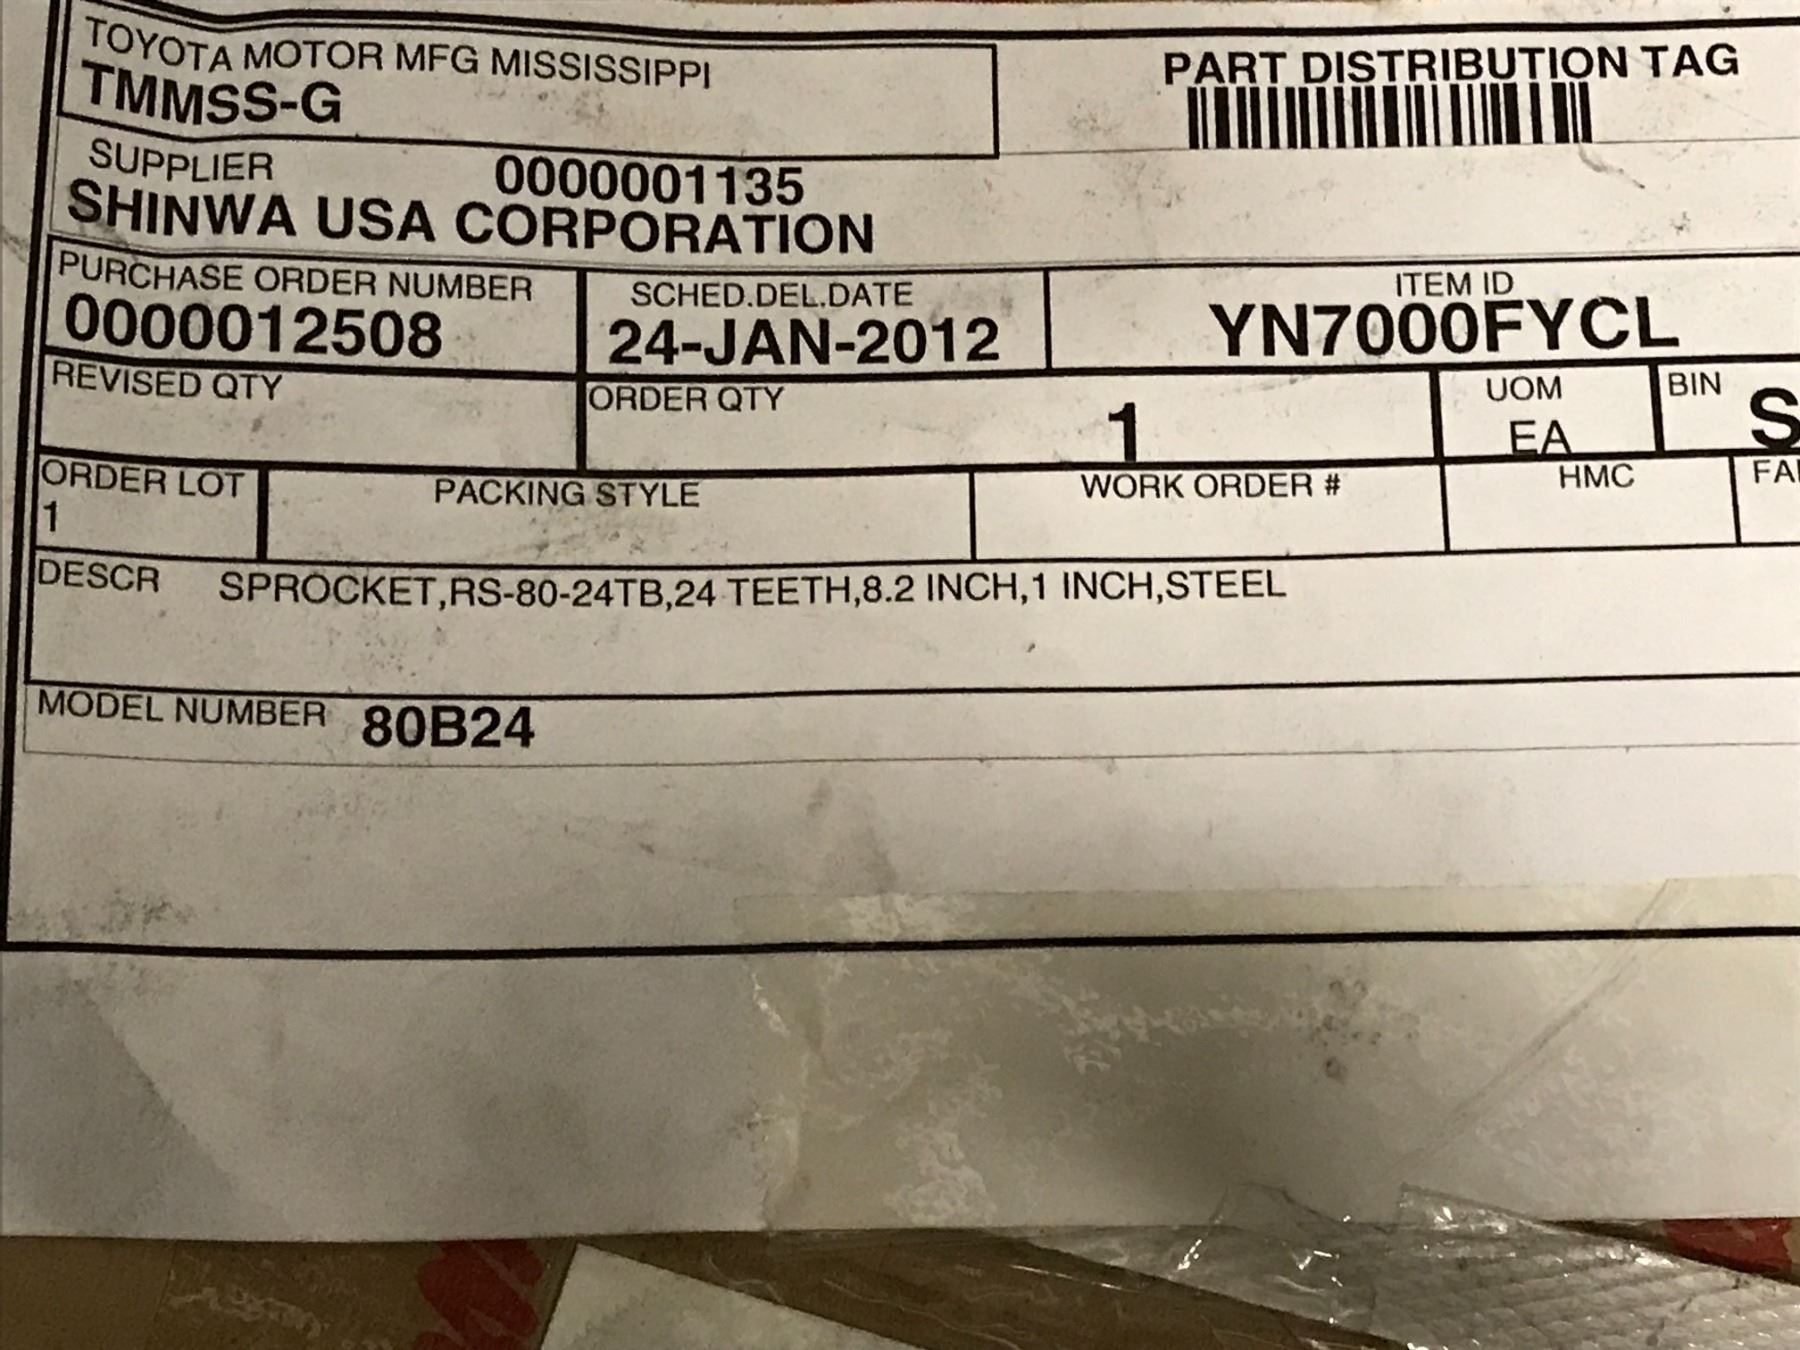 TOYOTA MOTOR MFG MISSISSIPPI
TMMSS-G
PART DISTRIBUTION TAG
SUPPLIER 0000001135
SHINWA USA CORPORATION
PURCHASE ORDER NUMBER
0000012508
SCHED.DEL.DATE
24-JAN-2012
ITEM ID
YN7000FYCL
REVISED QTY
ORDER QTY
1
UOM
EA
BIN S
ORDER LOT
1
PACKING STYLE
WORK ORDER #
HMC
DESCR SPROCKET,RS-80-24TB,24 TEETH,8.2 INCH,1 INCH,STEEL
MODEL NUMBER 80B24